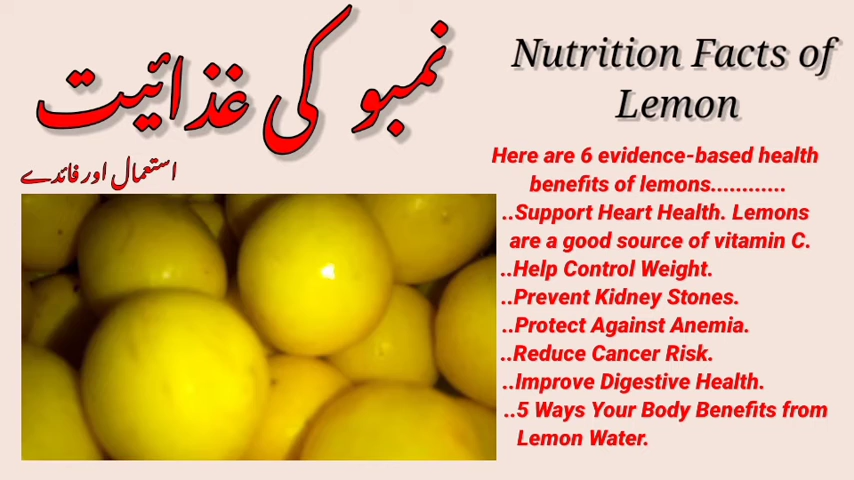 نمبو کی غذائیت
استعمال اور فائدے
Nutrition Facts of
Lemon
Here are 6 evidence-based health
benefits of lemons............
..Support Heart Health. Lemons
are a good source of vitamin C.
..Help Control Weight.
..Prevent Kidney Stones.
..Protect Against Anemia.
..Reduce Cancer Risk.
..Improve Digestive Health.
..5 Ways Your Body Benefits from
Lemon Water.